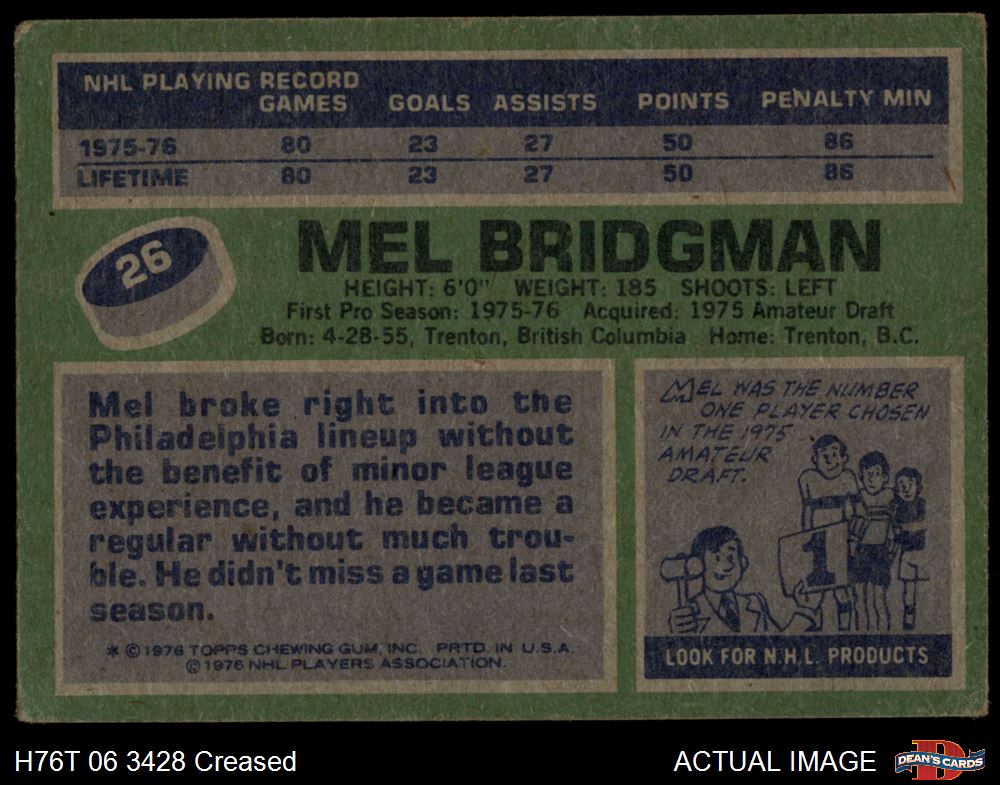 NHL PLAYING RECORD
GAMES GOALS ASSISTS POINTS PENALTY MIN
1975-76 80 23 27 50 86
LIFETIME 80 23 27 50 86
26
MEL BRIDGMAN
HEIGHT: 6'0" WEIGHT: 185 SHOOTS: LEFT
First Pro Season: 1975-76 Acquired: 1975 Amateur Draft
Born: 4-28-55, Trenton, British Columbia Home: Trenton, B.C.
Mel broke right into the
Philadelphia lineup without
the benefit of minor league
experience, and he became a
regular without much trou-
ble. He didn't miss a game last
season.
* © 1976 TOPPS CHEWING GUM, INC. PRTD. IN U.S.A.
© 1976 NHL PLAYERS ASSOCIATION.
MEL WAS THE NUMBER
ONE PLAYER CHOSEN
IN THE 1975
AMATEUR
DRAFT.
1
LOOK FOR N.H.L. PRODUCTS
H76T 06 3428 Creased
ACTUAL IMAGE
D
DEAN'S CARDS